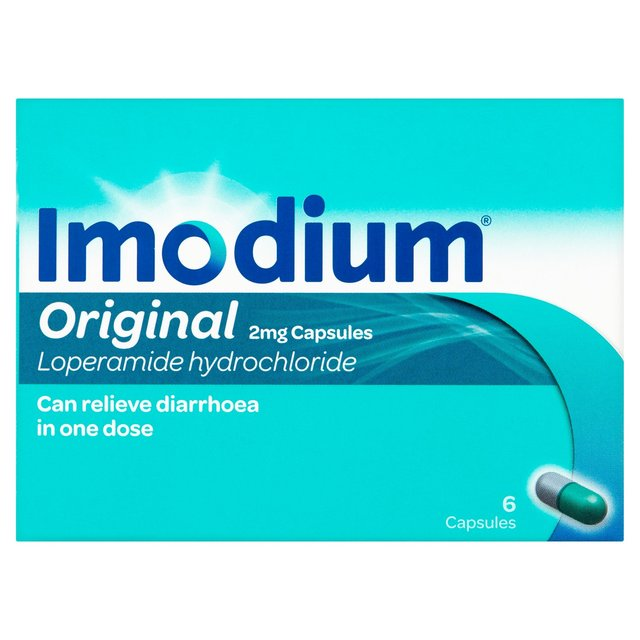 Imodium®
Original 2mg Capsules
Loperamide hydrochloride
Can relieve diarrhoea
in one dose
6
Capsules